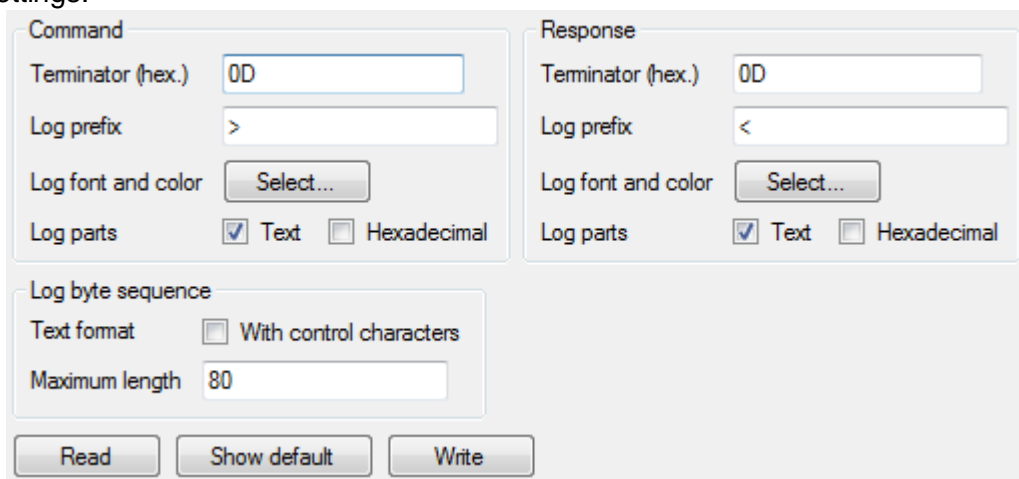 ettings.
Command
Terminator (hex.) 0D
Log prefix >
Log font and color Select...
Log parts Text Hexadecimal
Response
Terminator (hex.) 0D
Log prefix <
Log font and color Select...
Log parts Text Hexadecimal
Log byte sequence
Text format With control characters
Maximum length 80
Read Show default Write